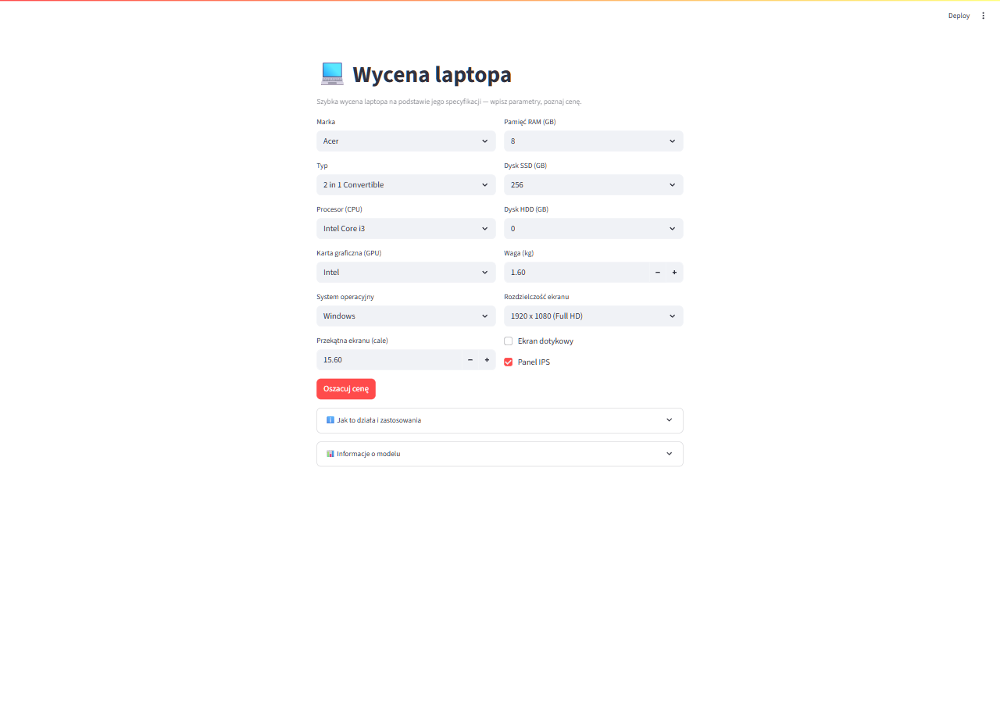 Deploy
Wycena laptopa
Szybka wycena laptopa na podstawie jego specyfikacji — wpisz parametry, poznaj cenę.
Marka
Acer
Typ
2 in 1 Convertible
Procesor (CPU)
Intel Core i3
Karta graficzna (GPU)
Intel
System operacyjny
Windows
Przekątna ekranu (cale)
15.60
Pamięć RAM (GB)
8
Dysk SSD (GB)
256
Dysk HDD (GB)
0
Waga (kg)
1.60
Rozdzielczość ekranu
1920 x 1080 (Full HD)
Ekran dotykowy
Panel IPS
Oszacuj cenę
Jak to działa i zastosowania
Informacje o modelu